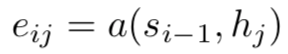 e_{ij} = a(s_{i-1}, h_j)